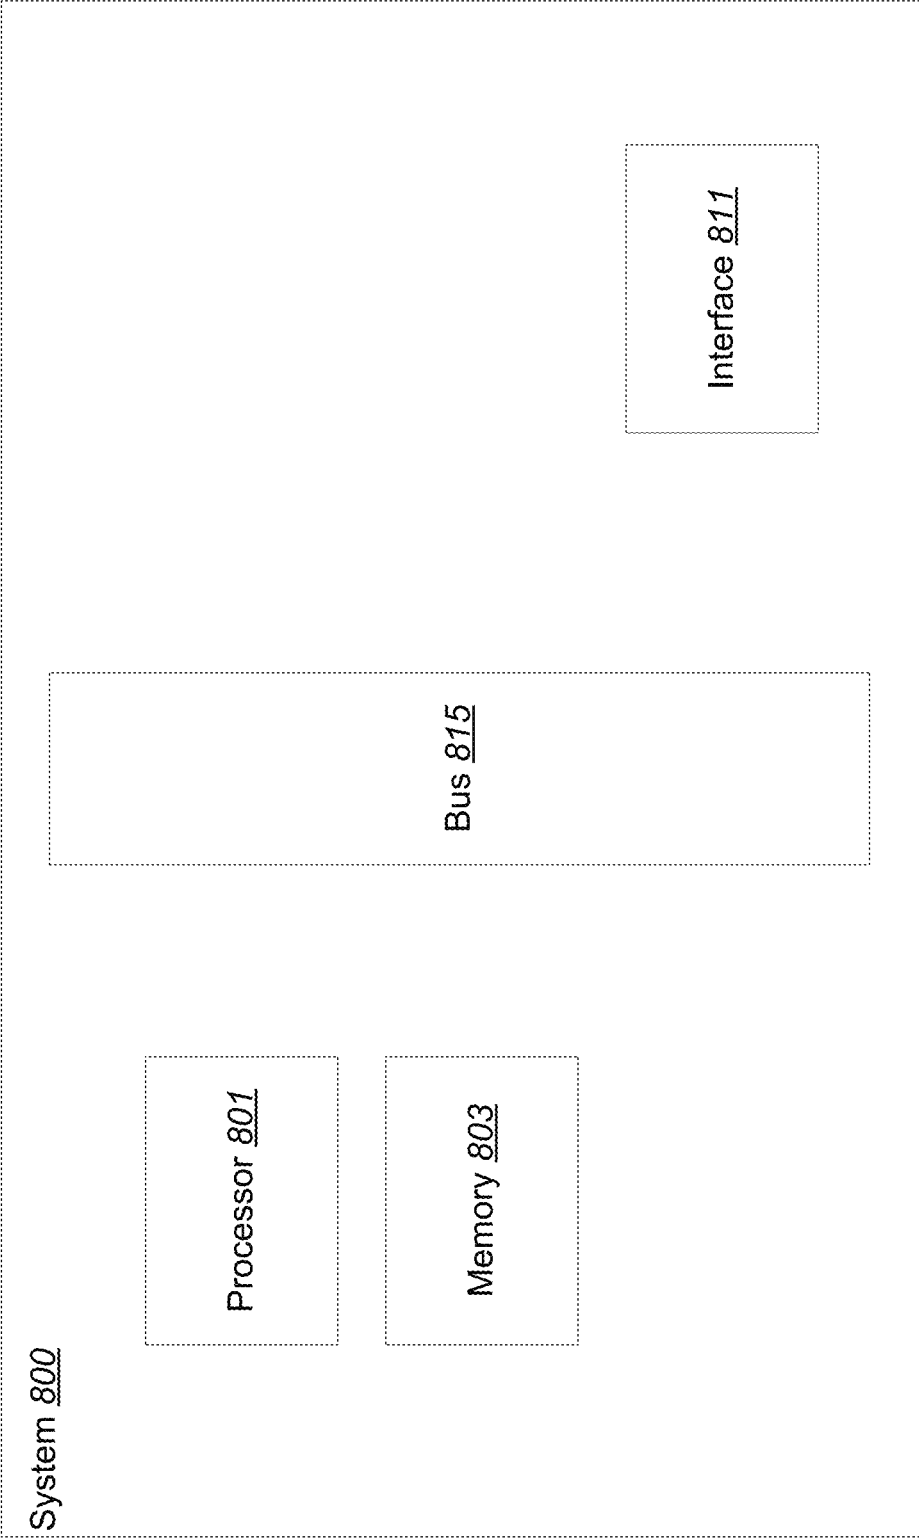 System 800
Processor 801
Memory 803
Bus 815
Interface 811